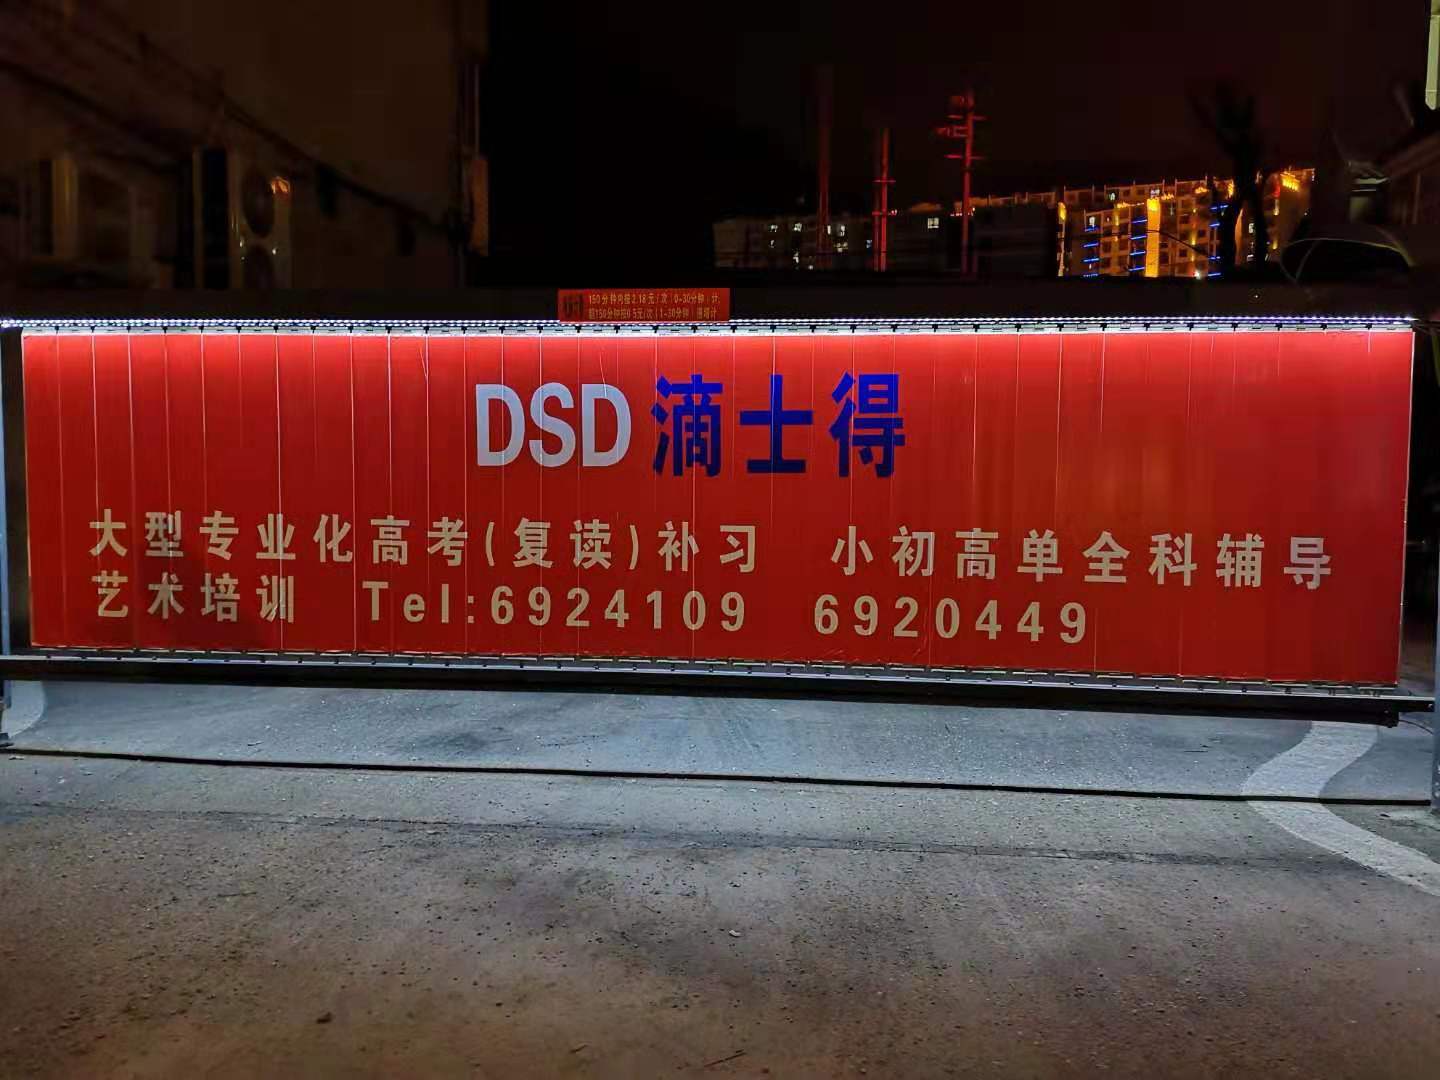 DSD 滴士得
大型专业化高考(复读)补习 小初高单全科辅导
艺术培训 Tel:6924109 6920449